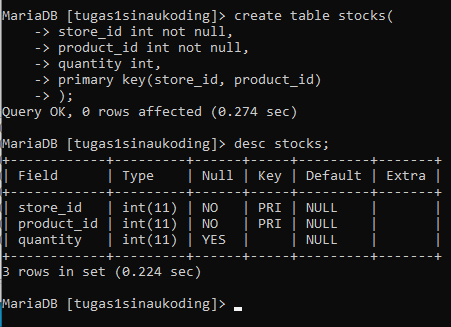 MariaDB [tugas1sinaukoding]> create table stocks(
    -> store_id int not null,
    -> product_id int not null,
    -> quantity int,
    -> primary key(store_id, product_id)
    -> );
Query OK, 0 rows affected (0.274 sec)

MariaDB [tugas1sinaukoding]> desc stocks;
+------------+---------+------+-----+---------+-------+
| Field      | Type    | Null | Key | Default | Extra |
+------------+---------+------+-----+---------+-------+
| store_id   | int(11) | NO   | PRI | NULL    |       |
| product_id | int(11) | NO   | PRI | NULL    |       |
| quantity   | int(11) | YES  |     | NULL    |       |
+------------+---------+------+-----+---------+-------+
3 rows in set (0.224 sec)

MariaDB [tugas1sinaukoding]> _